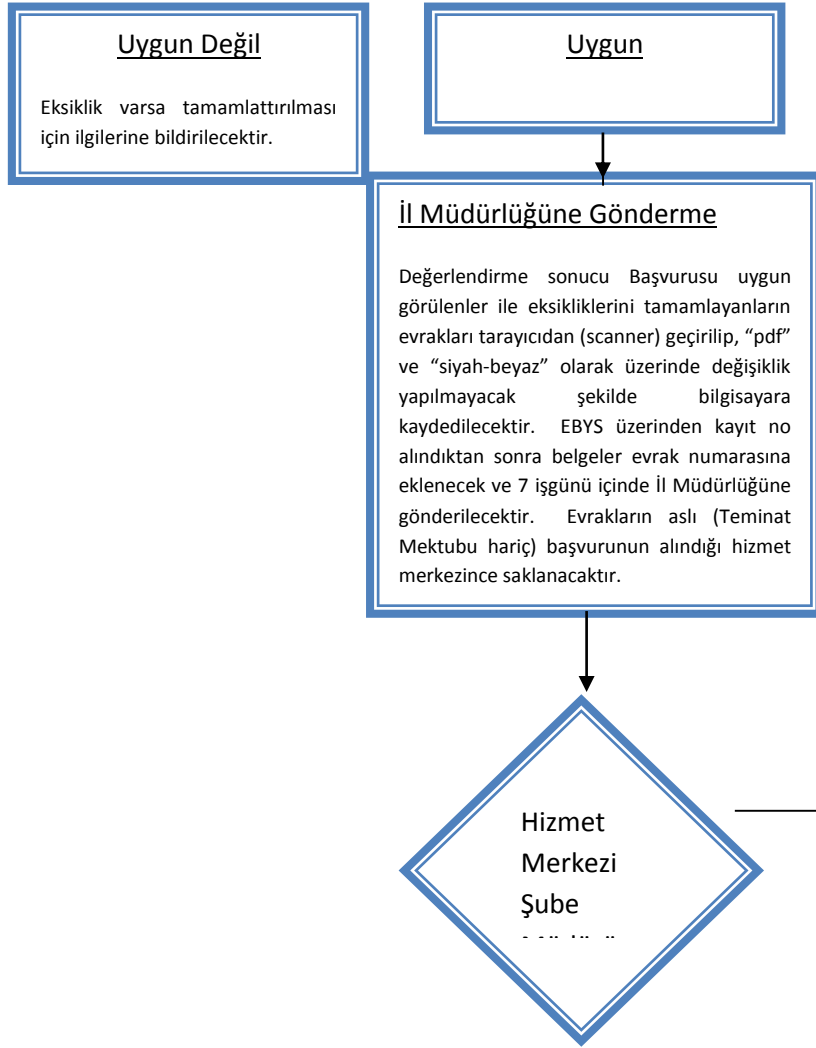 Uygun Değil
Eksiklik varsa tamamlattırılması
için ilgilerine bildirilecektir.
Uygun
İl Müdürlüğüne Gönderme
Değerlendirme sonucu Başvurusu uygun
görülenler ile eksikliklerini tamamlayanların
evrakları tarayıcıdan (scanner) geçirilip, “pdf”
ve “siyah-beyaz” olarak üzerinde değişiklik
yapılmayacak şekilde bilgisayara
kaydedilecektir. EBYS üzerinden kayıt no
alındıktan sonra belgeler evrak numarasına
eklenecek ve 7 işgünü içinde İl Müdürlüğüne
gönderilecektir. Evrakların aslı (Teminat
Mektubu hariç) başvurunun alındığı hizmet
merkezince saklanacaktır.
Hizmet
Merkezi
Şube